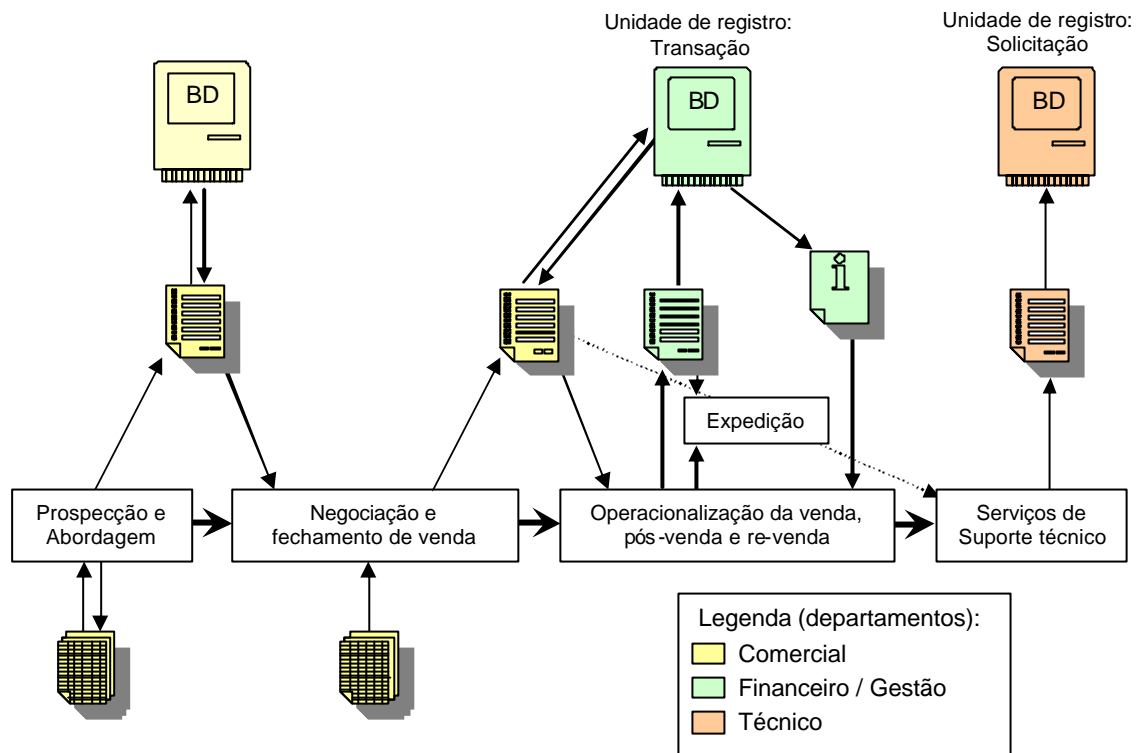 Unidade de registro:
Transação
Unidade de registro:
Solicitação
BD
BD
BD
i
Expedição
Prospecção e
Abordagem
Negociação e
fechamento de venda
Operacionalização da venda,
pós-venda e re-venda
Serviços de
Suporte técnico
Legenda (departamentos):
Comercial
Financeiro / Gestão
Técnico